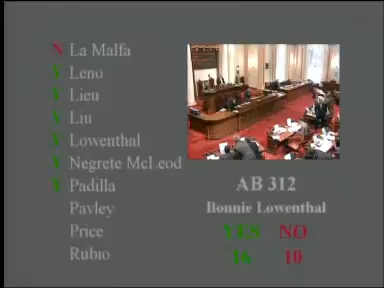 N La Malfa
Y Leno
Y Lieu
Y Liu
Y Lowenthal
Y Negrete McLeod
Y Padilla
Pavley
Price
Rubio
AB 312
Bonnie Lowenthal
YES NO
16 10